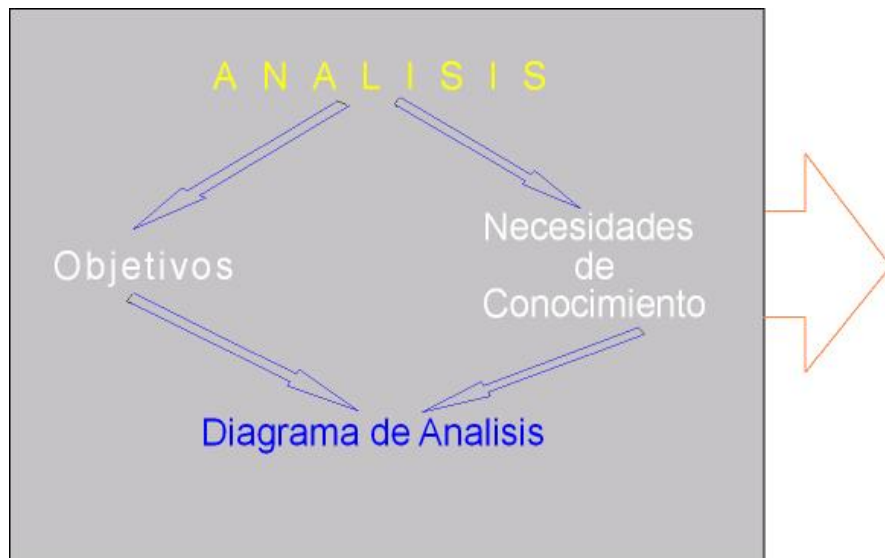 A N A L I S I S
Objetivos
Necesidades
de
Conocimiento
Diagrama de Analisis